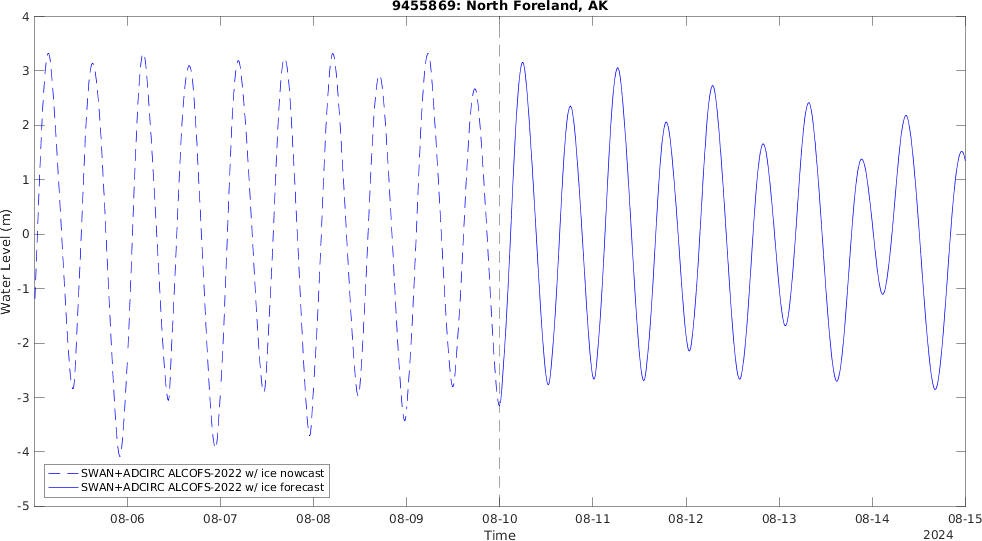 9455869: North Foreland, AK
4
3
2
1
0
-1
-2
-3
-4
-5
Water Level (m)
SWAN+ADCIRC ALCOFS-2022 w/ ice nowcast
SWAN+ADCIRC ALCOFS-2022 w/ ice forecast
08-06 08-07 08-08 08-09 08-10 08-11 08-12 08-13 08-14 08-15
Time
2024